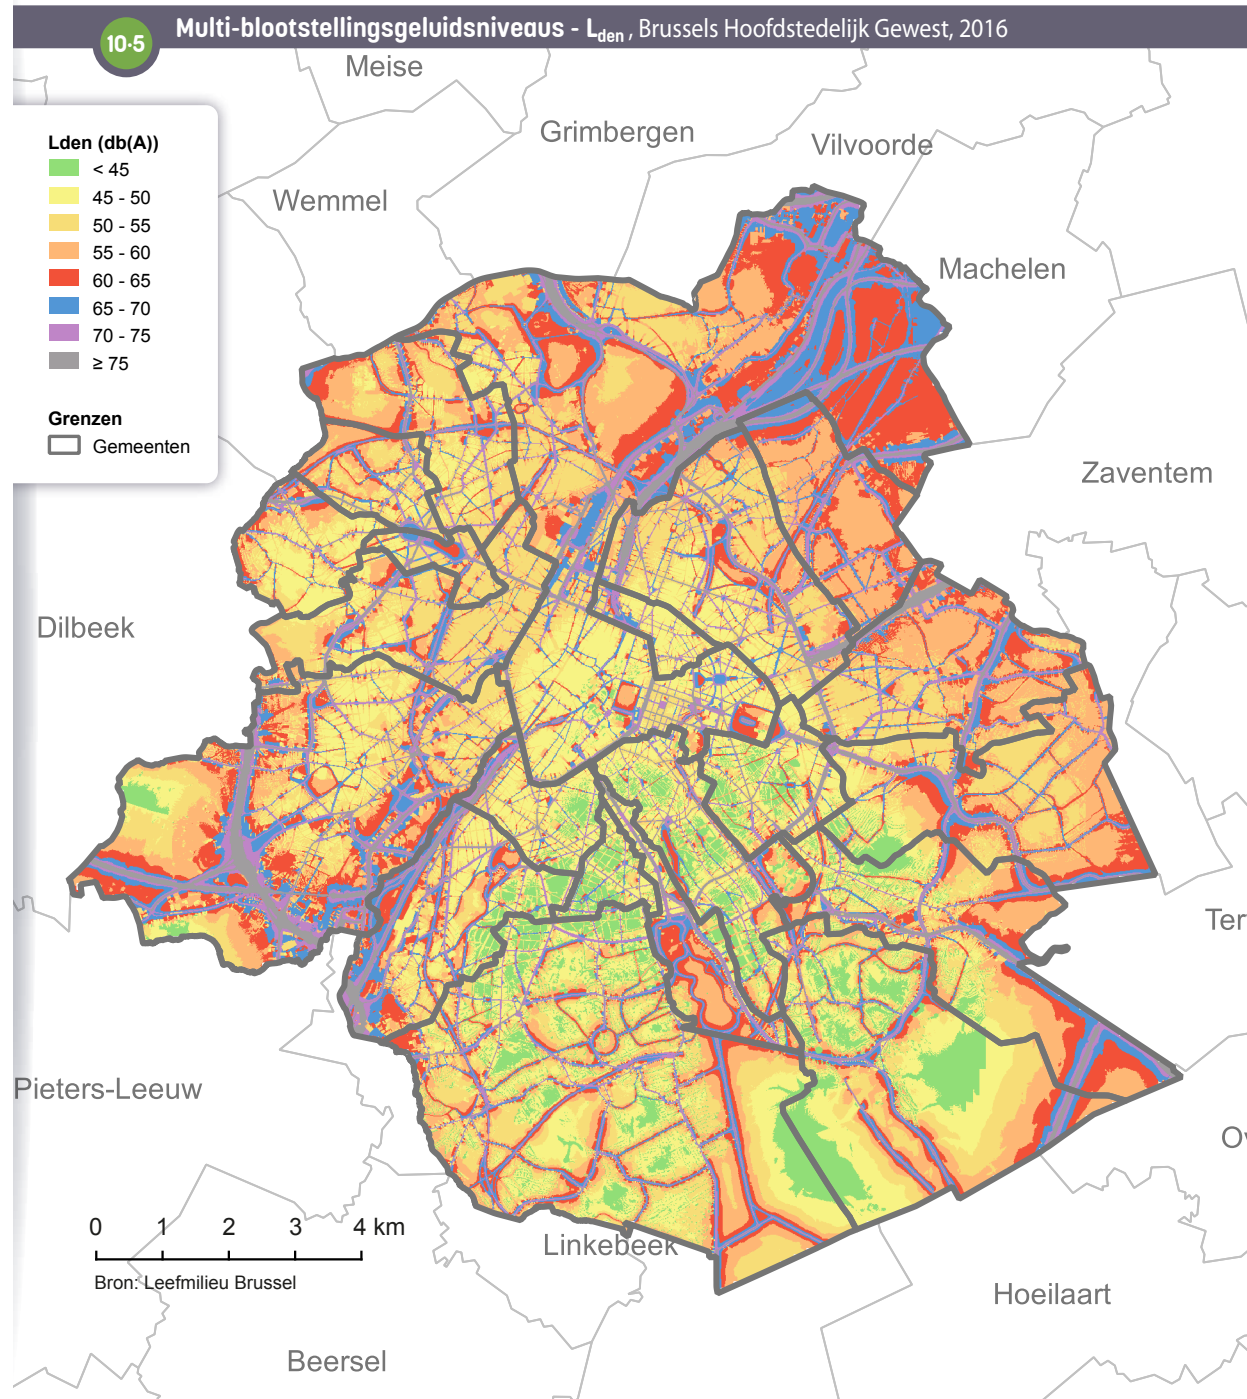 10·5
Multi-blootstellingsgeluidsniveaus - Lden, Brussels Hoofdstedelijk Gewest, 2016
Meise
Grimbergen
Vilvoorde
Lden (db(A))
< 45
45 - 50
50 - 55
55 - 60
60 - 65
65 - 70
70 - 75
≥ 75
Grenzen
Gemeenten
Wemmel
Machelen
Zaventem
Dilbeek
Ter
Pieters-Leeuw
Ov
0 1 2 3 4 km
Bron: Leefmilieu Brussel
Linkebeek
Hoeilaart
Beersel